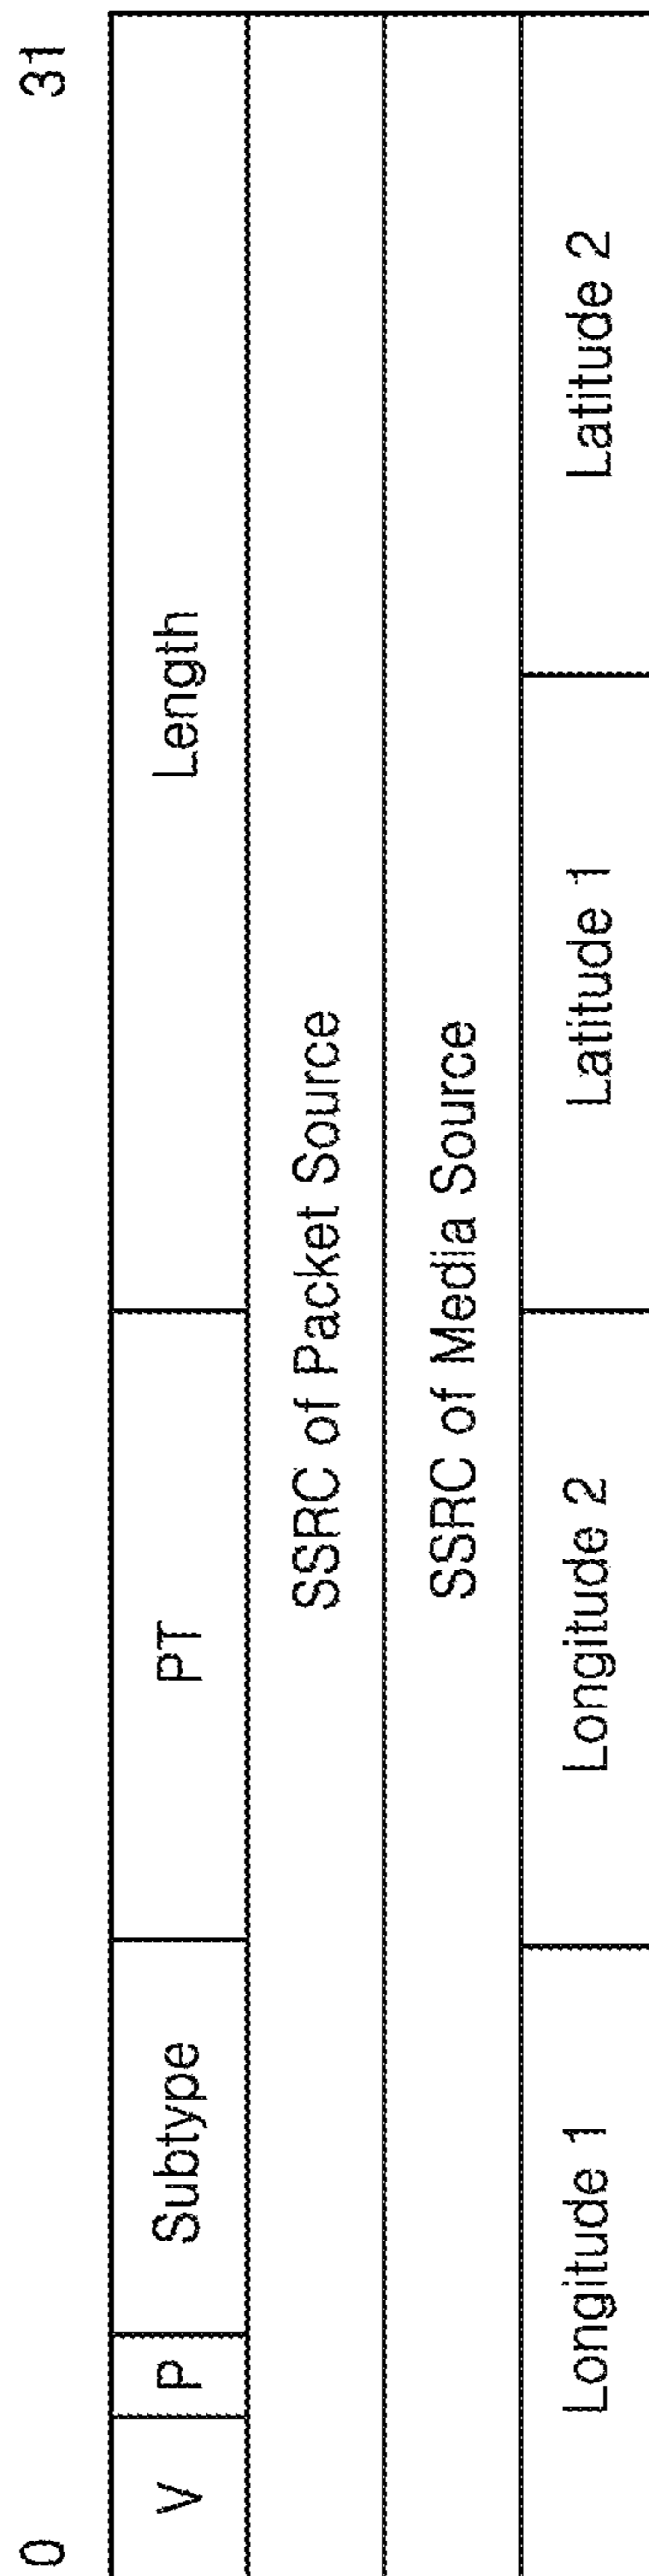 0 31
V P Subtype PT Length
SSRC of Packet Source
SSRC of Media Source
Longitude 1 Longitude 2 Latitude 1 Latitude 2